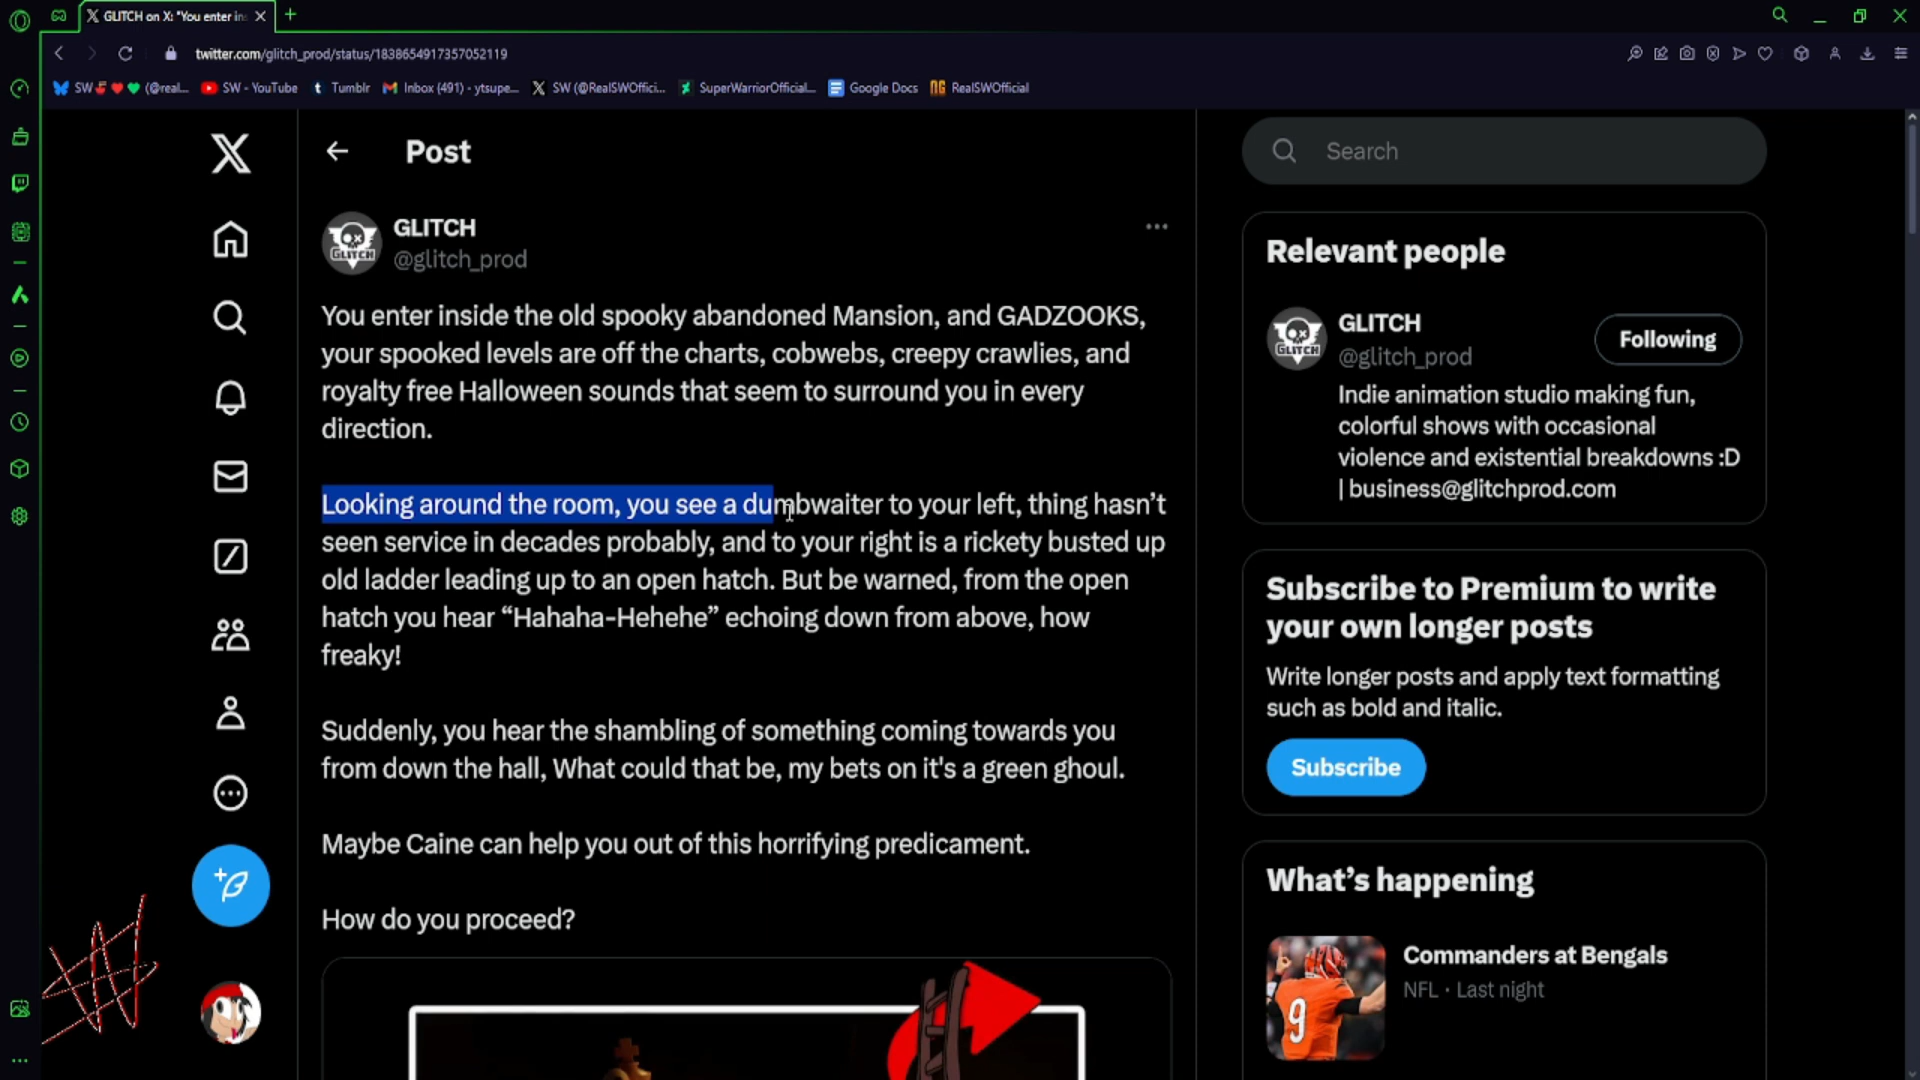 GLITCH on X: "You enter in
twitter.com/glitch_prod/status/1838654917357052119
SW🍒❤️💚 (@real...
SW - YouTube
Tumblr
Inbox (491) - ytsupe...
SW (@RealSWOffici...
SuperWarriorOfficial...
Google Docs
RealSWOfficial
Post
GLITCH
@glitch_prod
You enter inside the old spooky abandoned Mansion, and GADZOOKS,
your spooked levels are off the charts, cobwebs, creepy crawlies, and
royalty free Halloween sounds that seem to surround you in every
direction.
Looking around the room, you see a dumbwaiter to your left, thing hasn’t
seen service in decades probably, and to your right is a rickety busted up
old ladder leading up to an open hatch. But be warned, from the open
hatch you hear “Hahaha-Hehehe” echoing down from above, how
freaky!
Suddenly, you hear the shambling of something coming towards you
from down the hall, What could that be, my bets on it's a green ghoul.
Maybe Caine can help you out of this horrifying predicament.
How do you proceed?
Search
Relevant people
GLITCH
@glitch_prod
Following
Indie animation studio making fun,
colorful shows with occasional
violence and existential breakdowns :D
| business@glitchprod.com
Subscribe to Premium to write
your own longer posts
Write longer posts and apply text formatting
such as bold and italic.
Subscribe
What’s happening
Commanders at Bengals
NFL · Last night
9
GLITCH
GLITCH